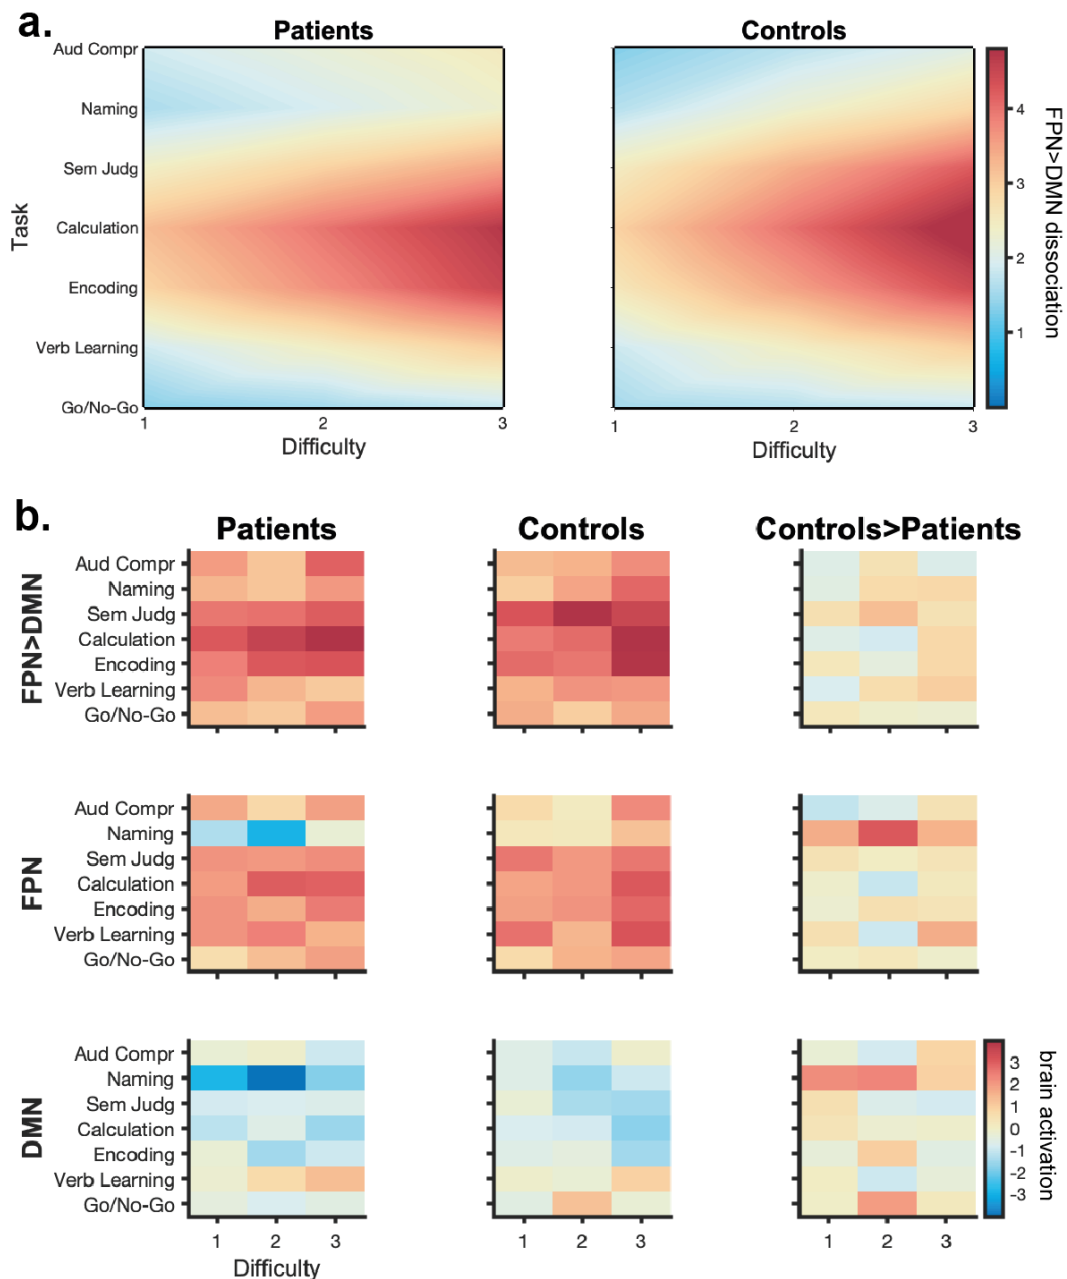 a.
Patients
Controls
Aud Compr
Naming
Sem Judg
Calculation
Encoding
Verb Learning
Go/No-Go
Task
1
2
3
Difficulty
1
2
3
Difficulty
4
3
2
1
FPN>DMN dissociation
b.
Patients
Controls
Controls>Patients
FPN>DMN
Aud Compr
Naming
Sem Judg
Calculation
Encoding
Verb Learning
Go/No-Go
FPN
Aud Compr
Naming
Sem Judg
Calculation
Encoding
Verb Learning
Go/No-Go
DMN
Aud Compr
Naming
Sem Judg
Calculation
Encoding
Verb Learning
Go/No-Go
1 2 3
Difficulty
1 2 3
1 2 3
3
2
1
0
-1
-2
-3
brain activation